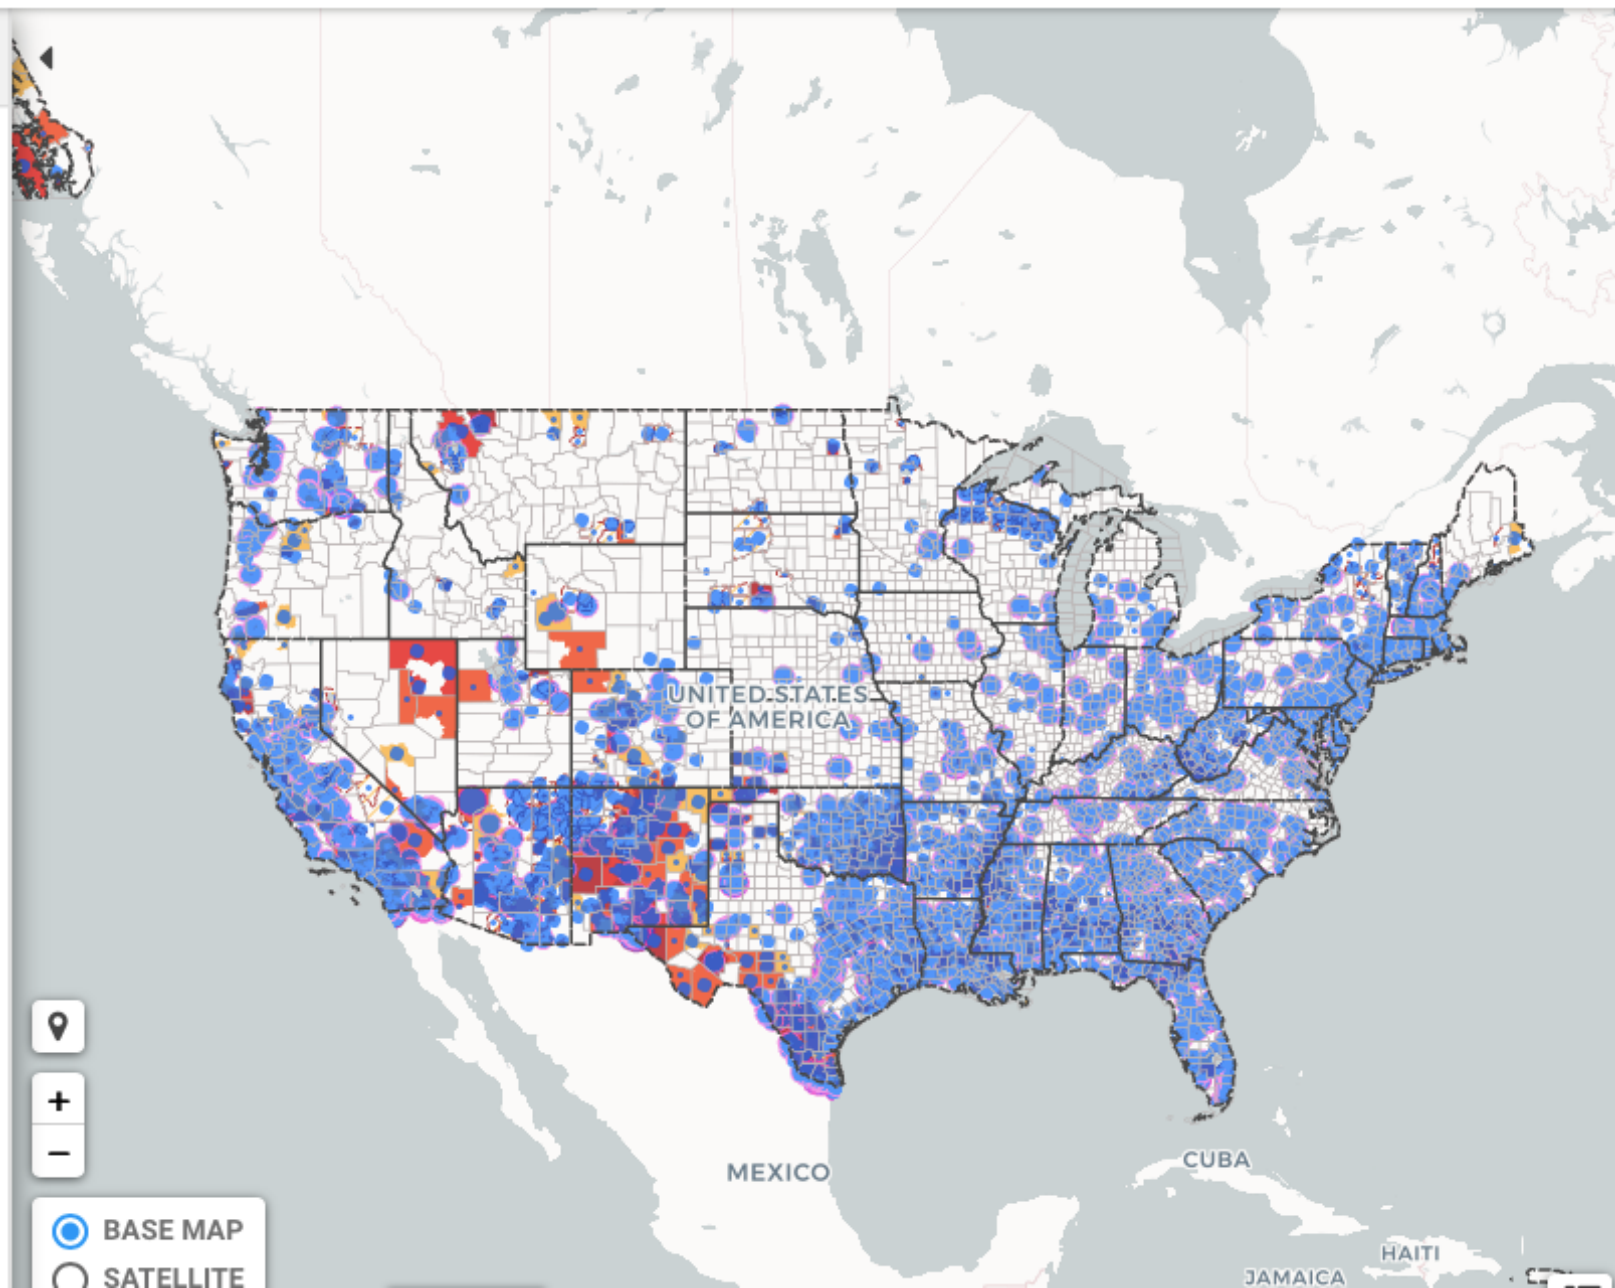 UNITED STATES
OF AMERICA
+
−
MEXICO
CUBA
BASE MAP
HAITI
SATELLITE
JAMAICA